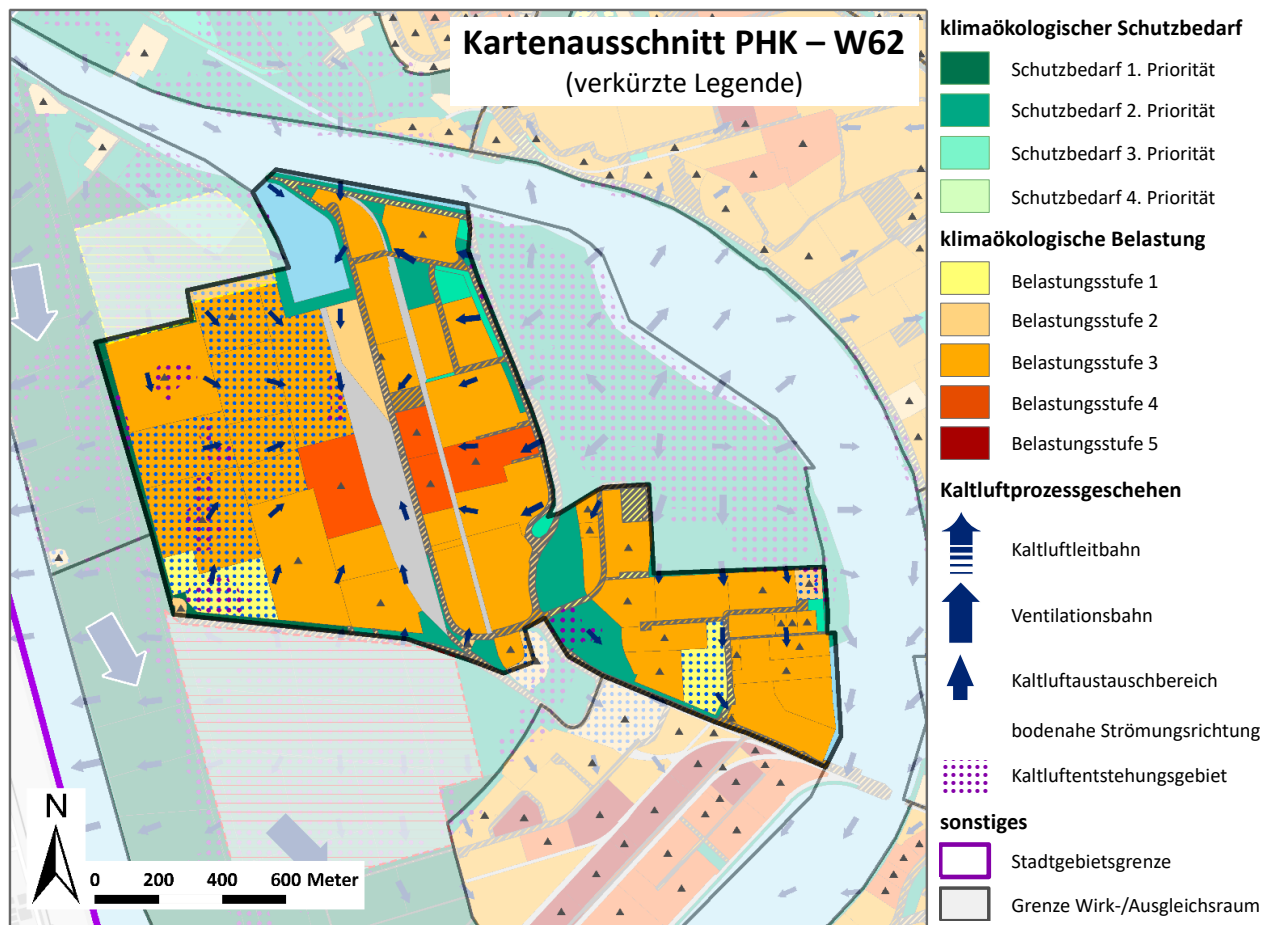 Kartenausschnitt PHK – W62
(verkürzte Legende)
N
0 200 400 600 Meter
klimaökologischer Schutzbedarf
Schutzbedarf 1. Priorität
Schutzbedarf 2. Priorität
Schutzbedarf 3. Priorität
Schutzbedarf 4. Priorität
klimaökologische Belastung
Belastungsstufe 1
Belastungsstufe 2
Belastungsstufe 3
Belastungsstufe 4
Belastungsstufe 5
Kaltluftprozessgeschehen
Kaltluftleitbahn
Ventilationsbahn
Kaltluftaustauschbereich
bodennahe Strömungsrichtung
Kaltluftentstehungsgebiet
sonstiges
Stadtgebietsgrenze
Grenze Wirk-/Ausgleichsraum